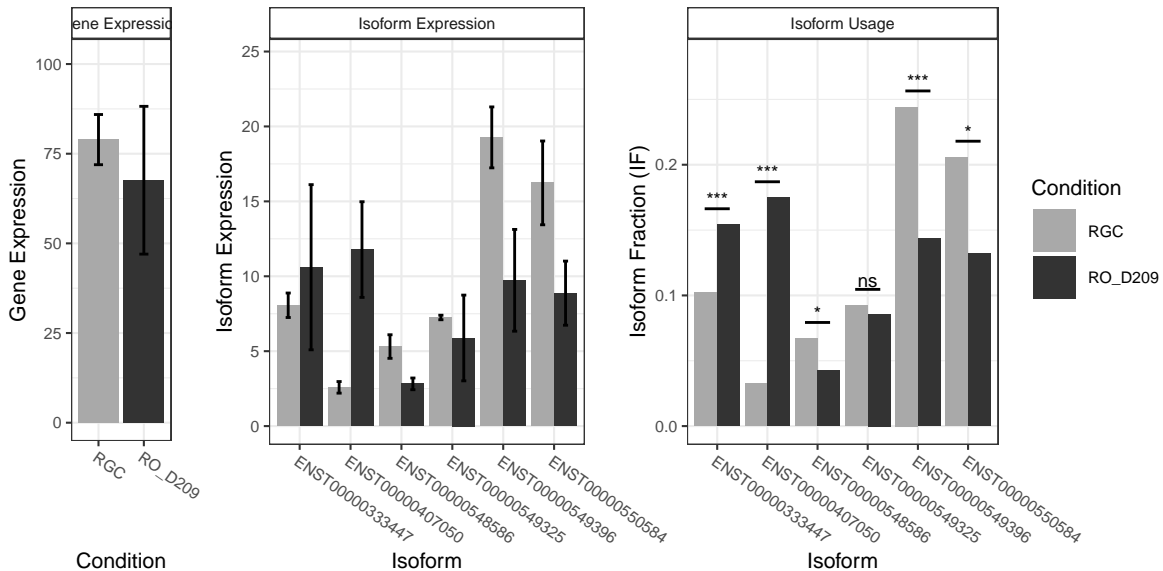 ene Expressio
Gene Expression
100
75
50
25
0
RGC
RO_D209
Condition
Isoform Expression
Isoform Expression
25
20
15
10
5
0
ENST00000333447
ENST00000407050
ENST00000548586
ENST00000549325
ENST00000549396
ENST00000550584
Isoform
Isoform Usage
Isoform Fraction (IF)
0.2
0.1
0.0
***
***
*
ns
***
*
ENST00000333447
ENST00000407050
ENST00000548586
ENST00000549325
ENST00000549396
ENST00000550584
Isoform
Condition
RGC
RO_D209